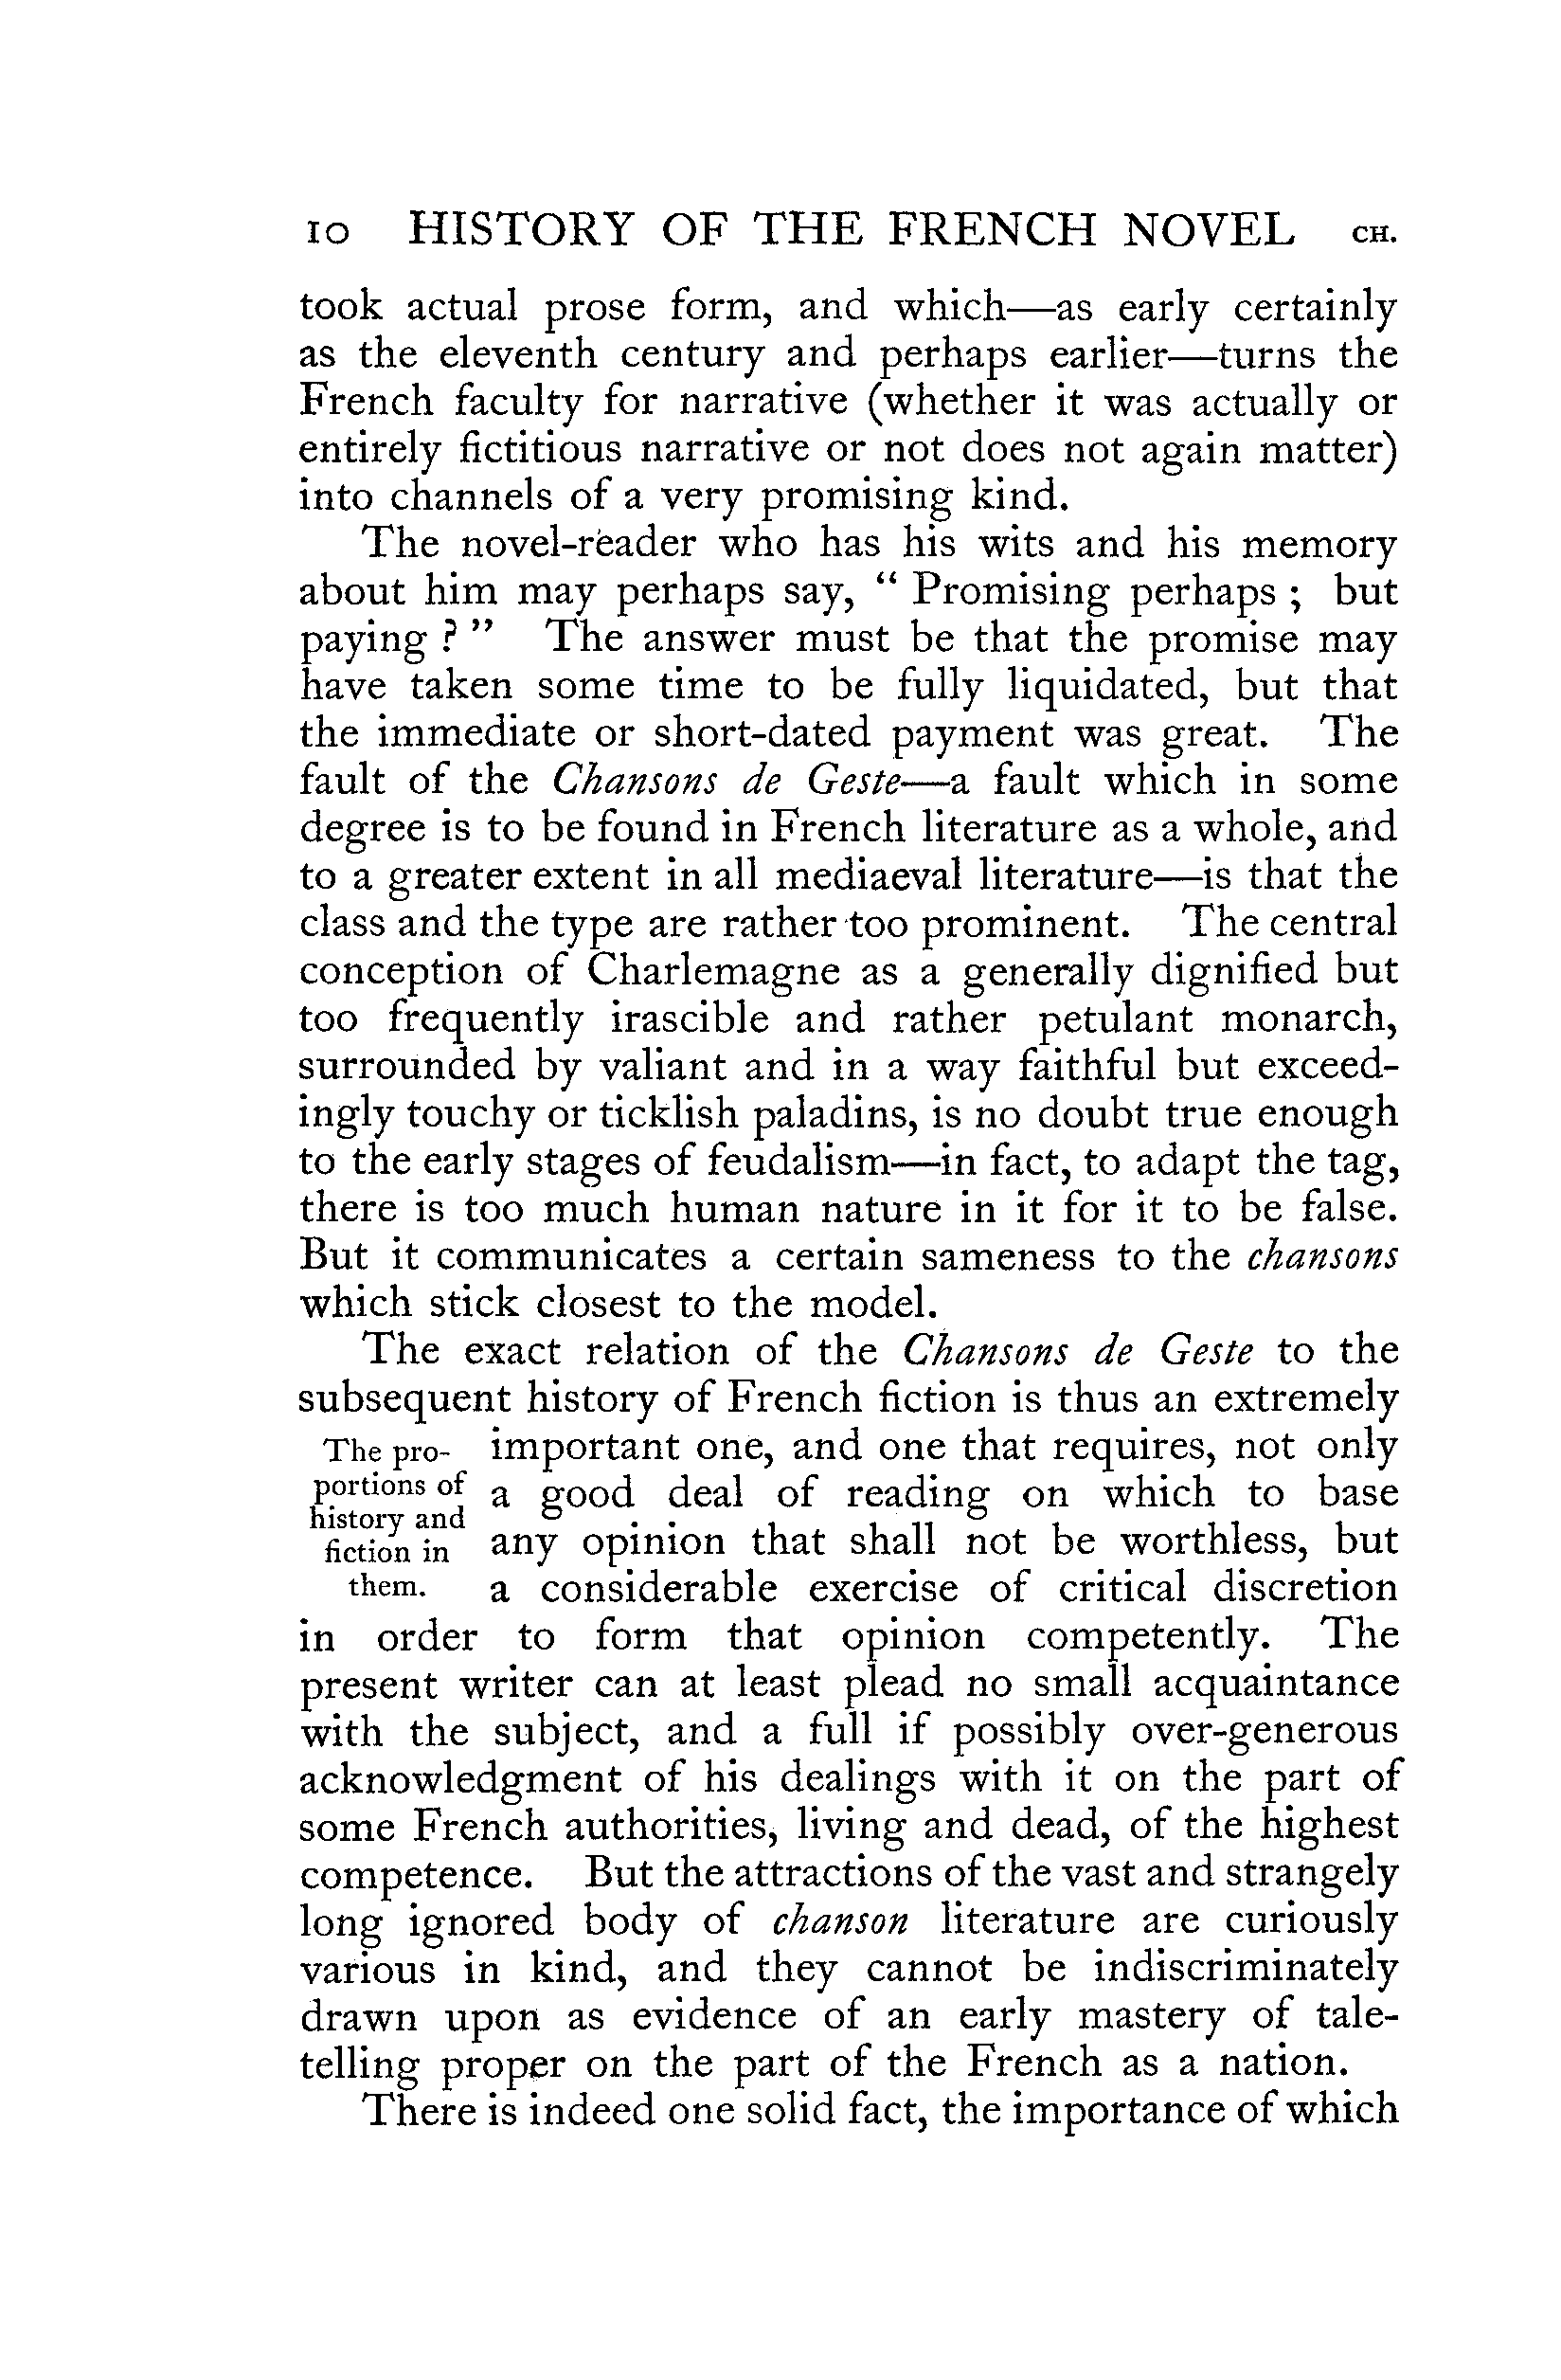 10 HISTORY OF THE FRENCH NOVEL CH.
took actual prose form, and which—as early certainly
as the eleventh century and perhaps earlier—turns the
French faculty for narrative (whether it was actually or
entirely fictitious narrative or not does not again matter)
into channels of a very promising kind.
The novel-reader who has his wits and his memory
about him may perhaps say, “ Promising perhaps ; but
paying ? ” The answer must be that the promise may
have taken some time to be fully liquidated, but that
the immediate or short-dated payment was great. The
fault of the Chansons de Geste—a fault which in some
degree is to be found in French literature as a whole, and
to a greater extent in all mediaeval literature—is that the
class and the type are rather too prominent. The central
conception of Charlemagne as a generally dignified but
too frequently irascible and rather petulant monarch,
surrounded by valiant and in a way faithful but exceed-
ingly touchy or ticklish paladins, is no doubt true enough
to the early stages of feudalism—in fact, to adapt the tag,
there is too much human nature in it for it to be false.
But it communicates a certain sameness to the chansons
which stick closest to the model.
The exact relation of the Chansons de Geste to the
subsequent history of French fiction is thus an extremely
The pro-
portions of
history and
fiction in
them.
important one, and one that requires, not only
a good deal of reading on which to base
any opinion that shall not be worthless, but
a considerable exercise of critical discretion
in order to form that opinion competently. The
present writer can at least plead no small acquaintance
with the subject, and a full if possibly over-generous
acknowledgment of his dealings with it on the part of
some French authorities, living and dead, of the highest
competence. But the attractions of the vast and strangely
long ignored body of chanson literature are curiously
various in kind, and they cannot be indiscriminately
drawn upon as evidence of an early mastery of tale-
telling proper on the part of the French as a nation.
There is indeed one solid fact, the importance of which